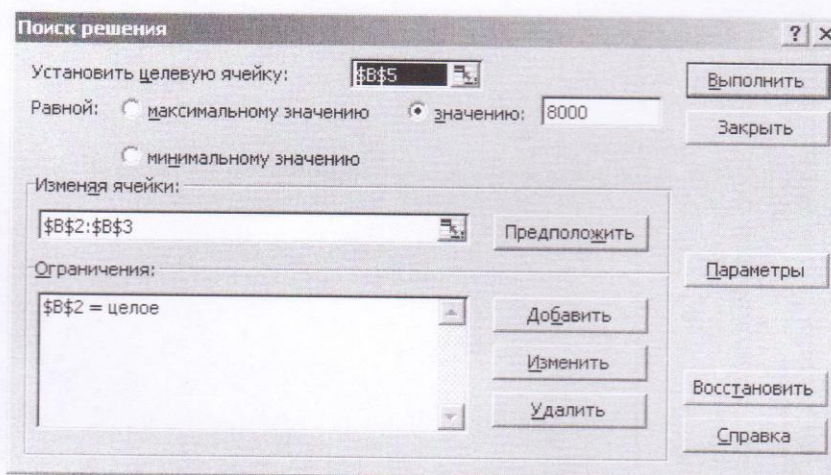 Поиск решения
Установить целевую ячейку: $B$5
Равной: максимальному значению значению: 8000
минимальному значению
Изменяя ячейки:
$B$2:$B$3
Предположить
Ограничения:
$B$2 = целое
Добавить
Изменить
Удалить
Выполнить
Закрыть
Параметры
Восстановить
Справка